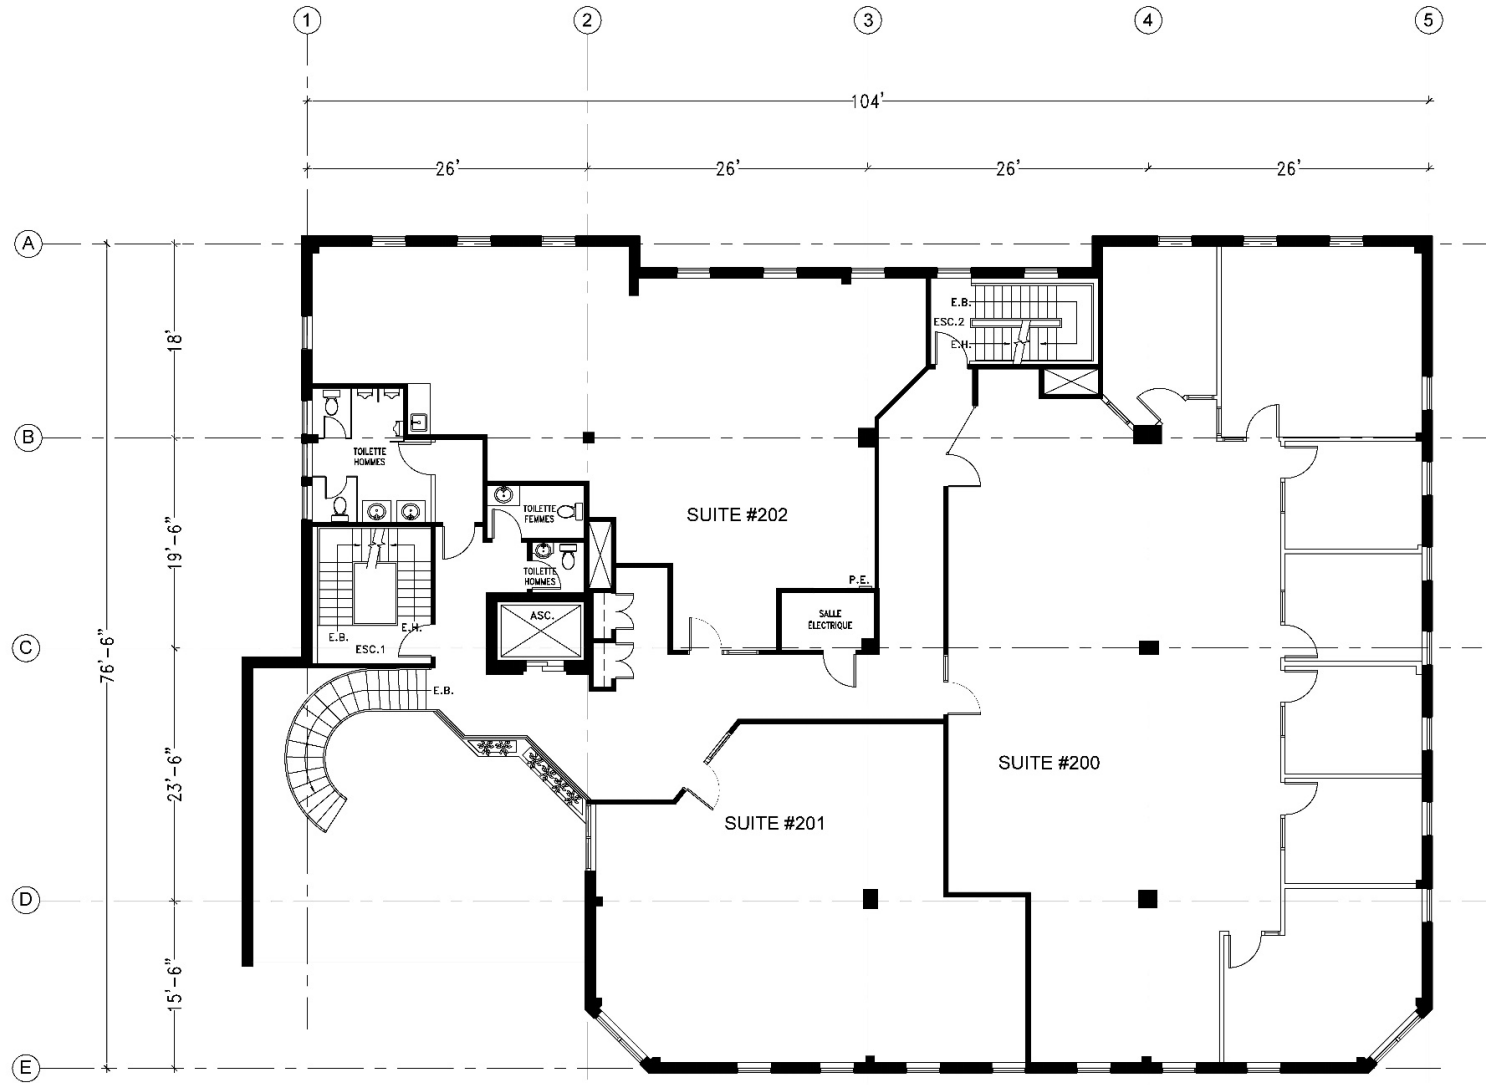 1 2 3 4 5
104'
26' 26' 26' 26'
A
18'
E.B.
ESC.2
E.H.
B
TOILETTE
HOMMES
19'-6"
TOILETTE
FEMMES
SUITE #202
TOILETTE
HOMMES
P.E.
ASC.
SALLE
ÉLECTRIQUE
E.B.
E.H.
ESC.1
C
76'-6"
E.B.
23'-6"
SUITE #200
SUITE #201
D
15'-6"
E